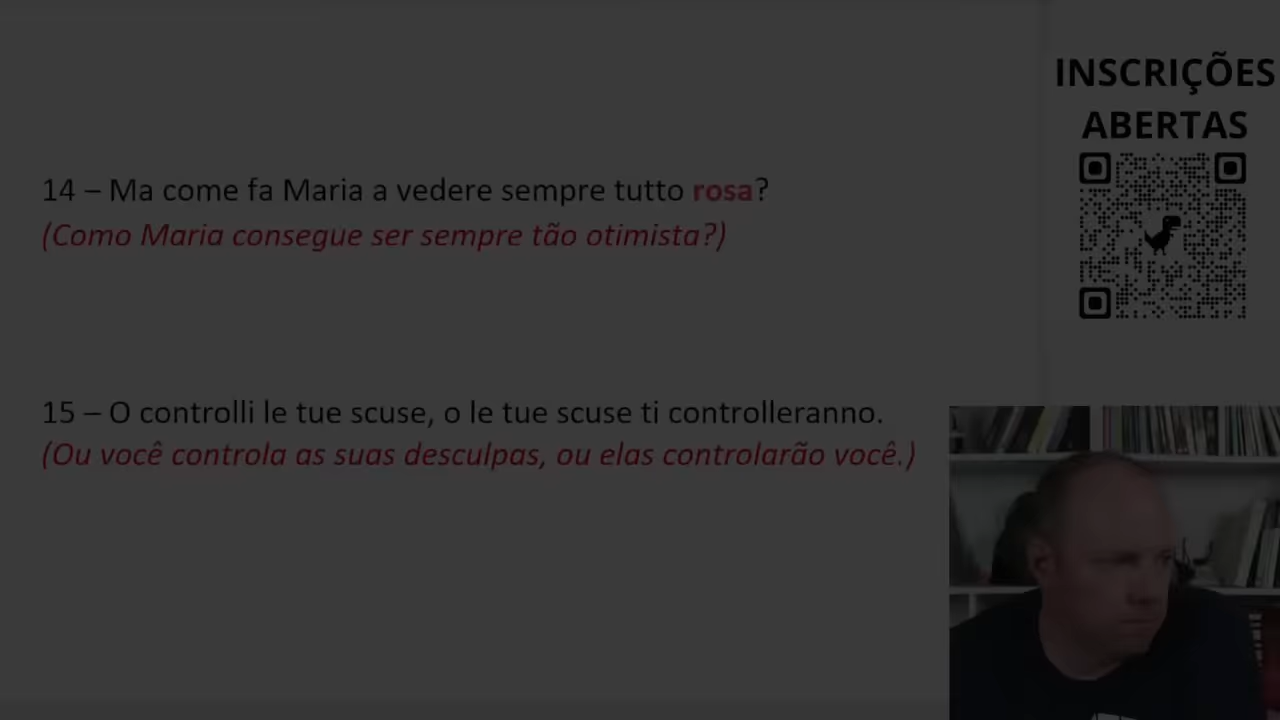 14 – Ma come fa Maria a vedere sempre tutto rosa?
(Como Maria consegue ser sempre tão otimista?)
15 – O controlli le tue scuse, o le tue scuse ti controlleranno.
(Ou você controla as suas desculpas, ou elas controlarão você.)
INSCRIÇÕES
ABERTAS